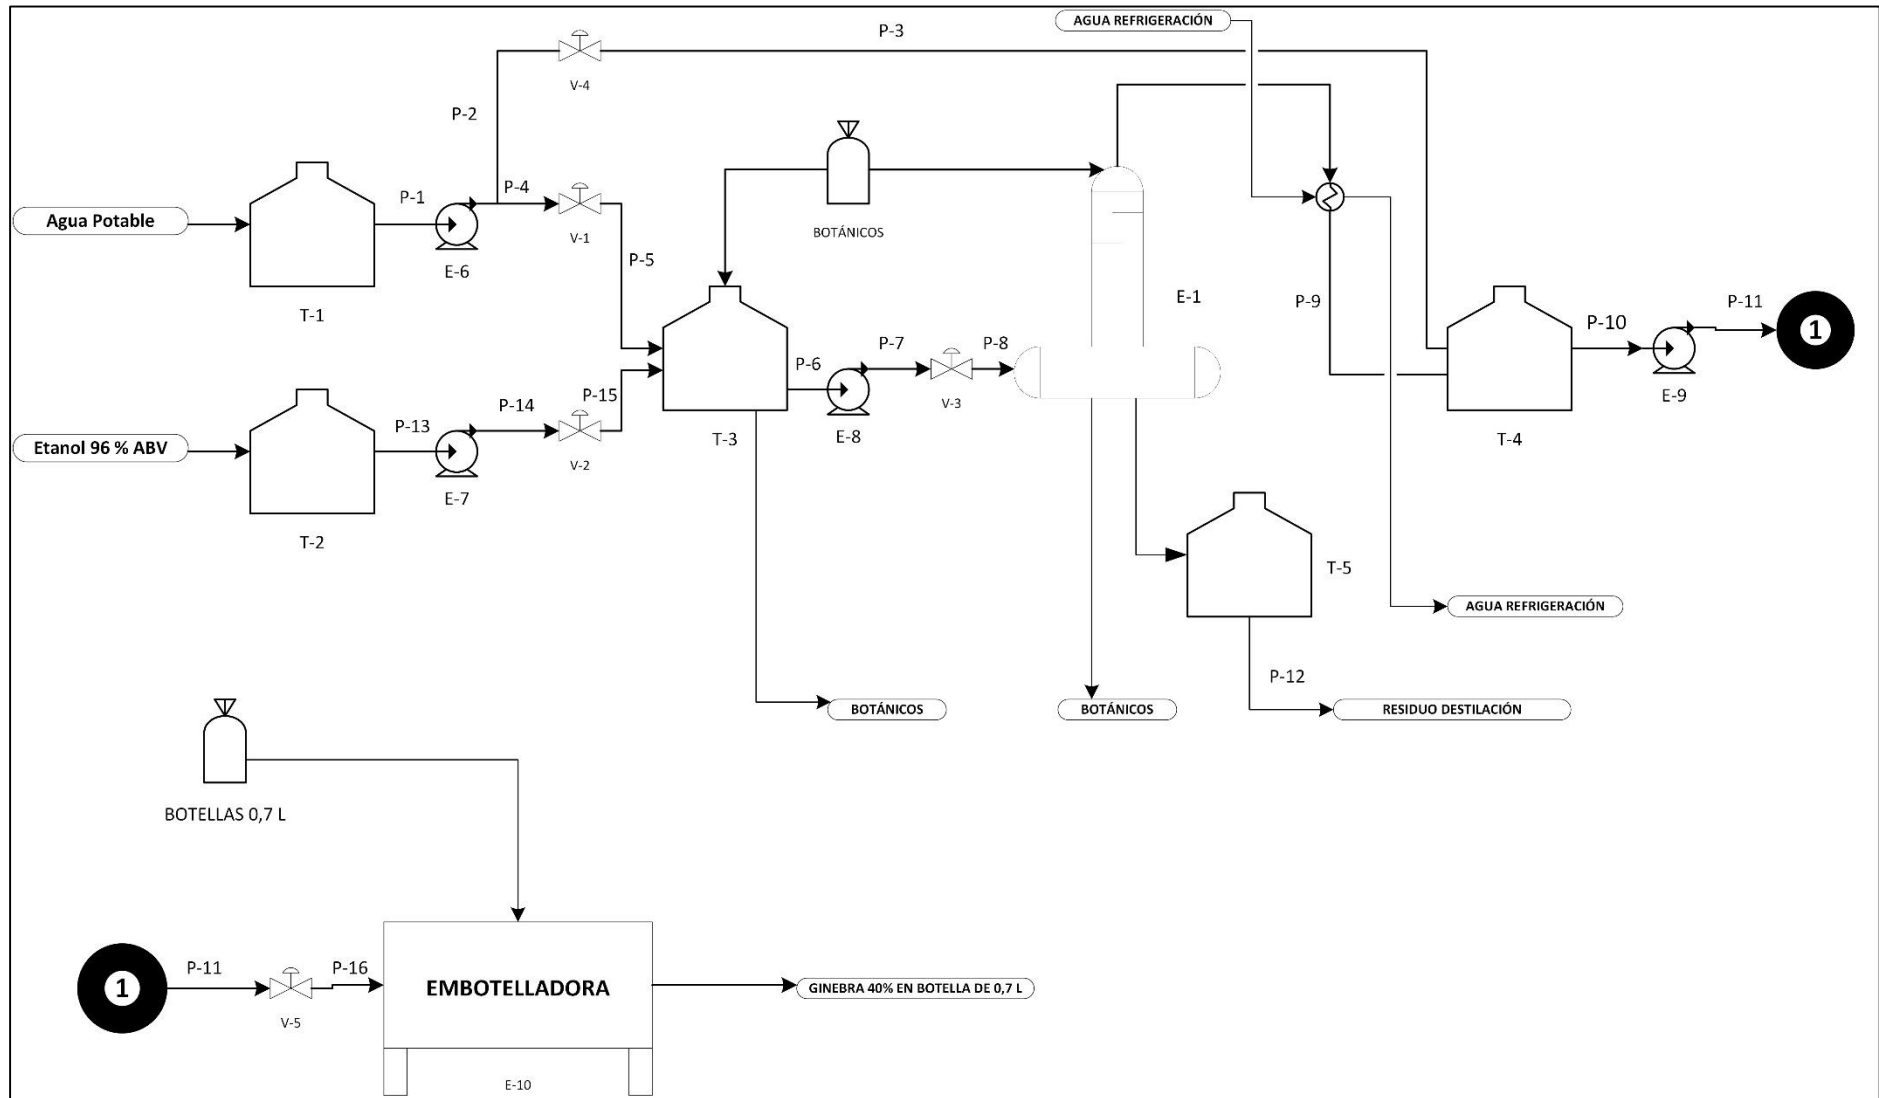 AGUA REFRIGERACIÓN
P-3
V-4
P-2
BOTÁNICOS
P-1
P-4
V-1
Agua Potable
E-6
P-5
T-1
E-1
P-9
P-10
P-11
1
E-9
T-4
P-6
P-7
P-8
V-3
E-8
T-3
P-15
P-13
P-14
V-2
Etanol 96 % ABV
E-7
T-2
T-5
AGUA REFRIGERACIÓN
P-12
BOTÁNICOS
BOTÁNICOS
RESIDUO DESTILACIÓN
BOTELLAS 0,7 L
1
P-11
V-5
P-16
EMBOTELLADORA
E-10
GINEBRA 40% EN BOTELLA DE 0,7 L